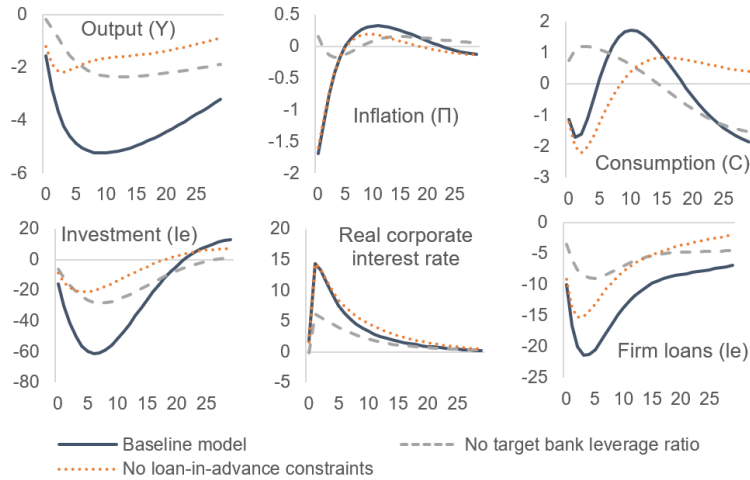 Output (Y)
0
-2
-4
-6
0 5 10 15 20 25
0.5
0
-0.5
-1
-1.5
-2
Inflation (Π)
0 5 10 15 20 25
2
1
0
-1
-2
-3
Consumption (C)
0 5 10 15 20 25
Investment (Ie)
20
0
-20
-40
-60
-80
0 5 10 15 20 25
Real corporate
interest rate
20
15
10
5
0
-5
0 5 10 15 20 25
0
-5
-10
-15
-20
-25
Firm loans (le)
0 5 10 15 20 25
Baseline model
No target bank leverage ratio
No loan-in-advance constraints